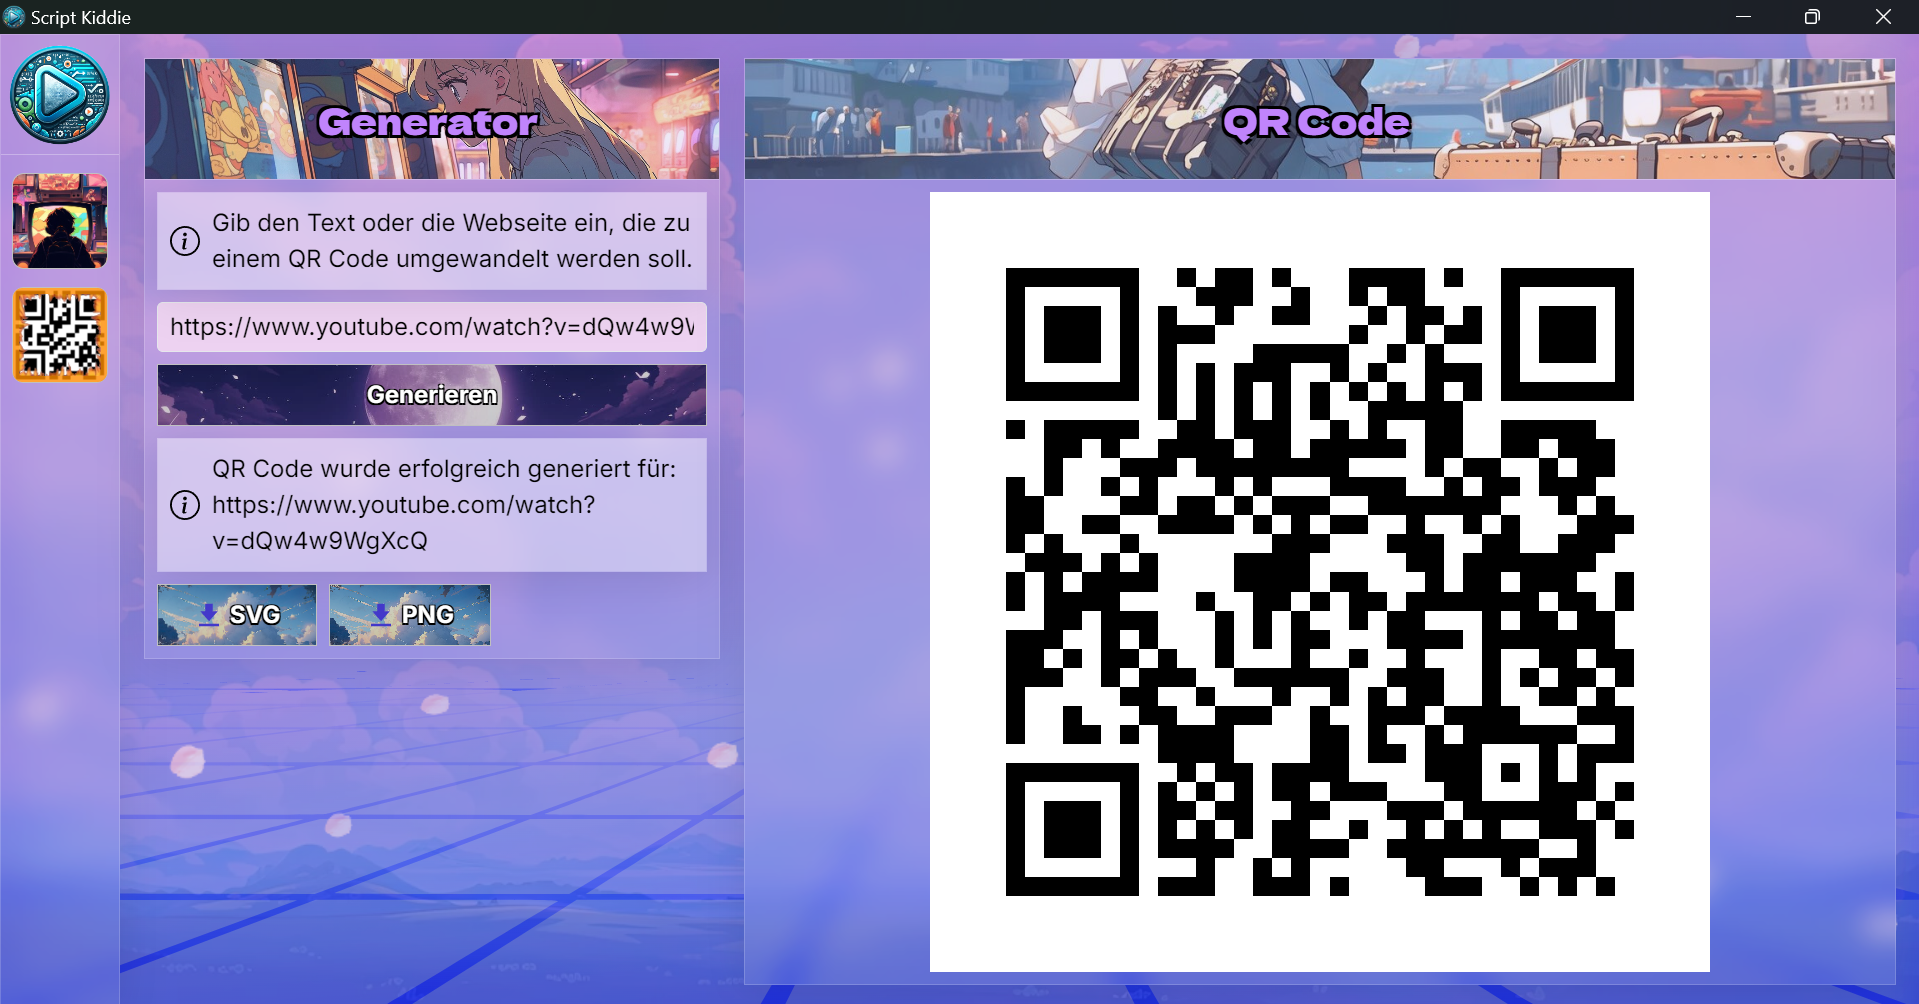 Script Kiddie
Generator
Gib den Text oder die Webseite ein, die zu
einem QR Code umgewandelt werden soll.
https://www.youtube.com/watch?v=dQw4w9W
Generieren
QR Code wurde erfolgreich generiert für:
https://www.youtube.com/watch?
v=dQw4w9WgXcQ
SVG
PNG
QR Code